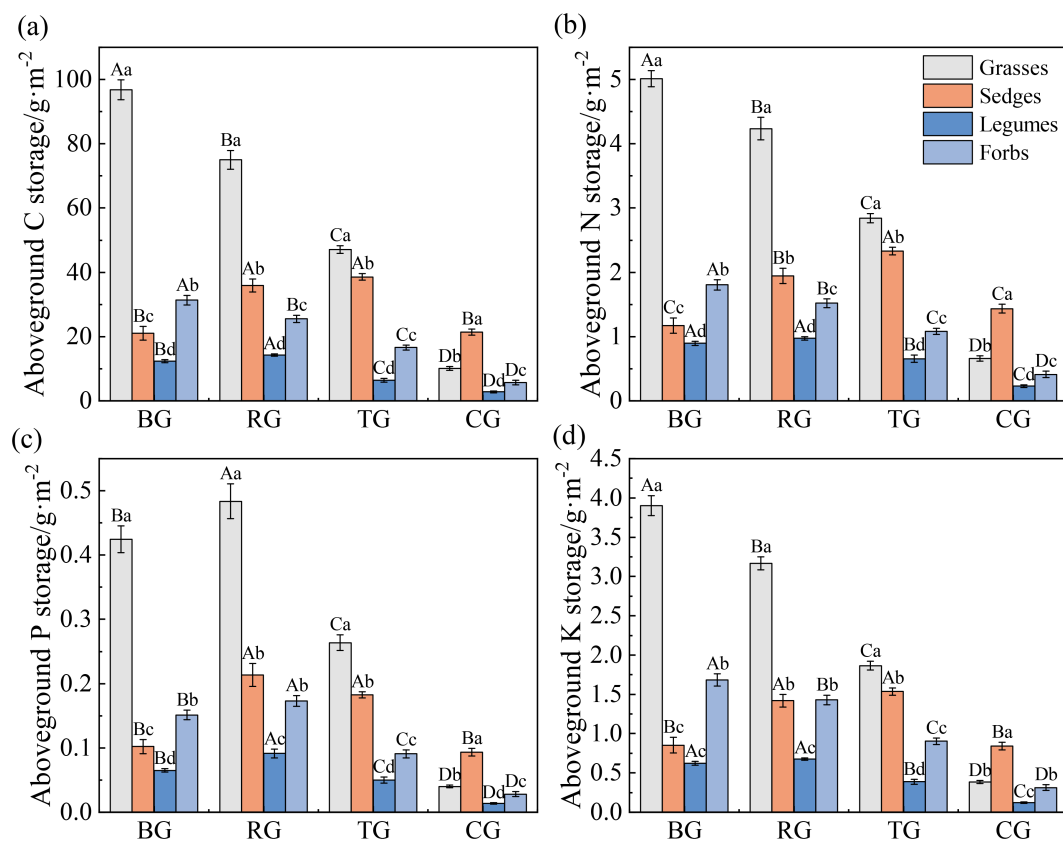 (a)
Aboveground C storage/g·m⁻²
100
80
60
40
20
0
Aa
Bc
Bd
Ab
Ba
Ab
Ad
Bc
Ca
Ab
Cd
Cc
Db
Ba
Dd
Dc
BG RG TG CG
(b)
Aboveground N storage/g·m⁻²
5
4
3
2
1
0
Aa
Cc
Ad
Ab
Ba
Bb
Ad
Bc
Ca
Ab
Bd
Cc
Db
Ca
Cd
Dc
Grasses
Sedges
Legumes
Forbs
BG RG TG CG
(c)
Aboveground P storage/g·m⁻²
0.5
0.4
0.3
0.2
0.1
0.0
Ba
Bc
Bd
Bb
Aa
Ab
Ac
Ab
Ca
Ab
Cd
Cc
Db
Ba
Dd
Dc
BG RG TG CG
(d)
Aboveground K storage/g·m⁻²
4.5
4.0
3.5
3.0
2.5
2.0
1.5
1.0
0.5
0.0
Aa
Bc
Ac
Ab
Ba
Ab
Ac
Bb
Ca
Ab
Bd
Cc
Db
Ba
Cc
Db
BG RG TG CG